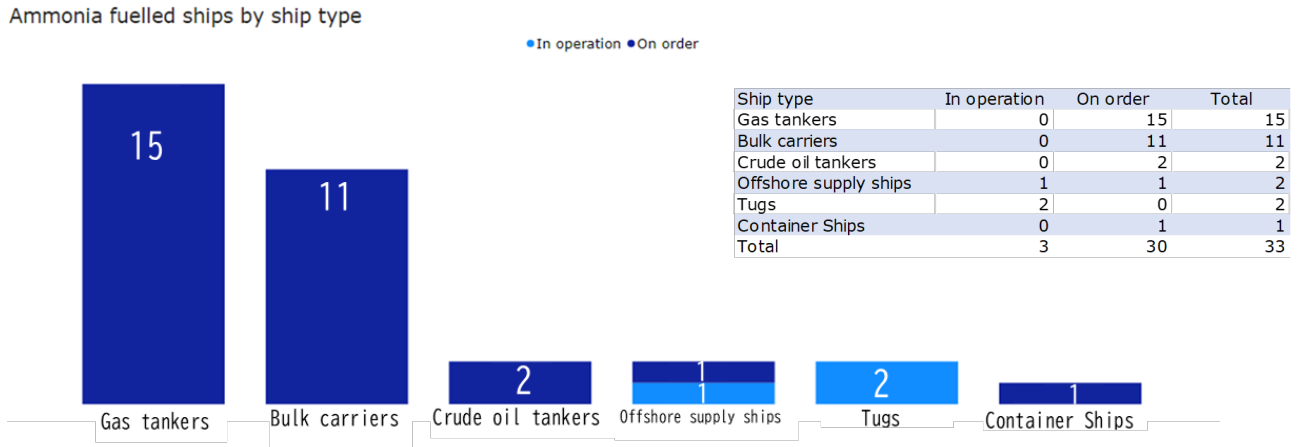 Ammonia fuelled ships by ship type
In operation On order
Ship type In operation On order Total
Gas tankers 0 15 15
Bulk carriers 0 11 11
Crude oil tankers 0 2 2
Offshore supply ships 1 1 2
Tugs 2 0 2
Container Ships 0 1 1
Total 3 30 33
15
11
2
1
1
2
1
Gas tankers
Bulk carriers
Crude oil tankers
Offshore supply ships
Tugs
Container Ships